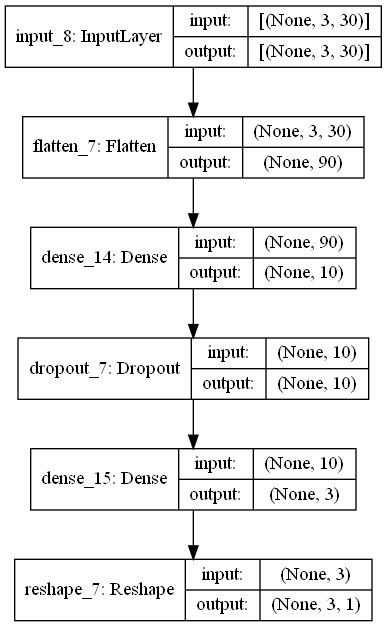 input_8: InputLayer
input: [(None, 3, 30)]
output: [(None, 3, 30)]
flatten_7: Flatten
input: (None, 3, 30)
output: (None, 90)
dense_14: Dense
input: (None, 90)
output: (None, 10)
dropout_7: Dropout
input: (None, 10)
output: (None, 10)
dense_15: Dense
input: (None, 10)
output: (None, 3)
reshape_7: Reshape
input: (None, 3)
output: (None, 3, 1)